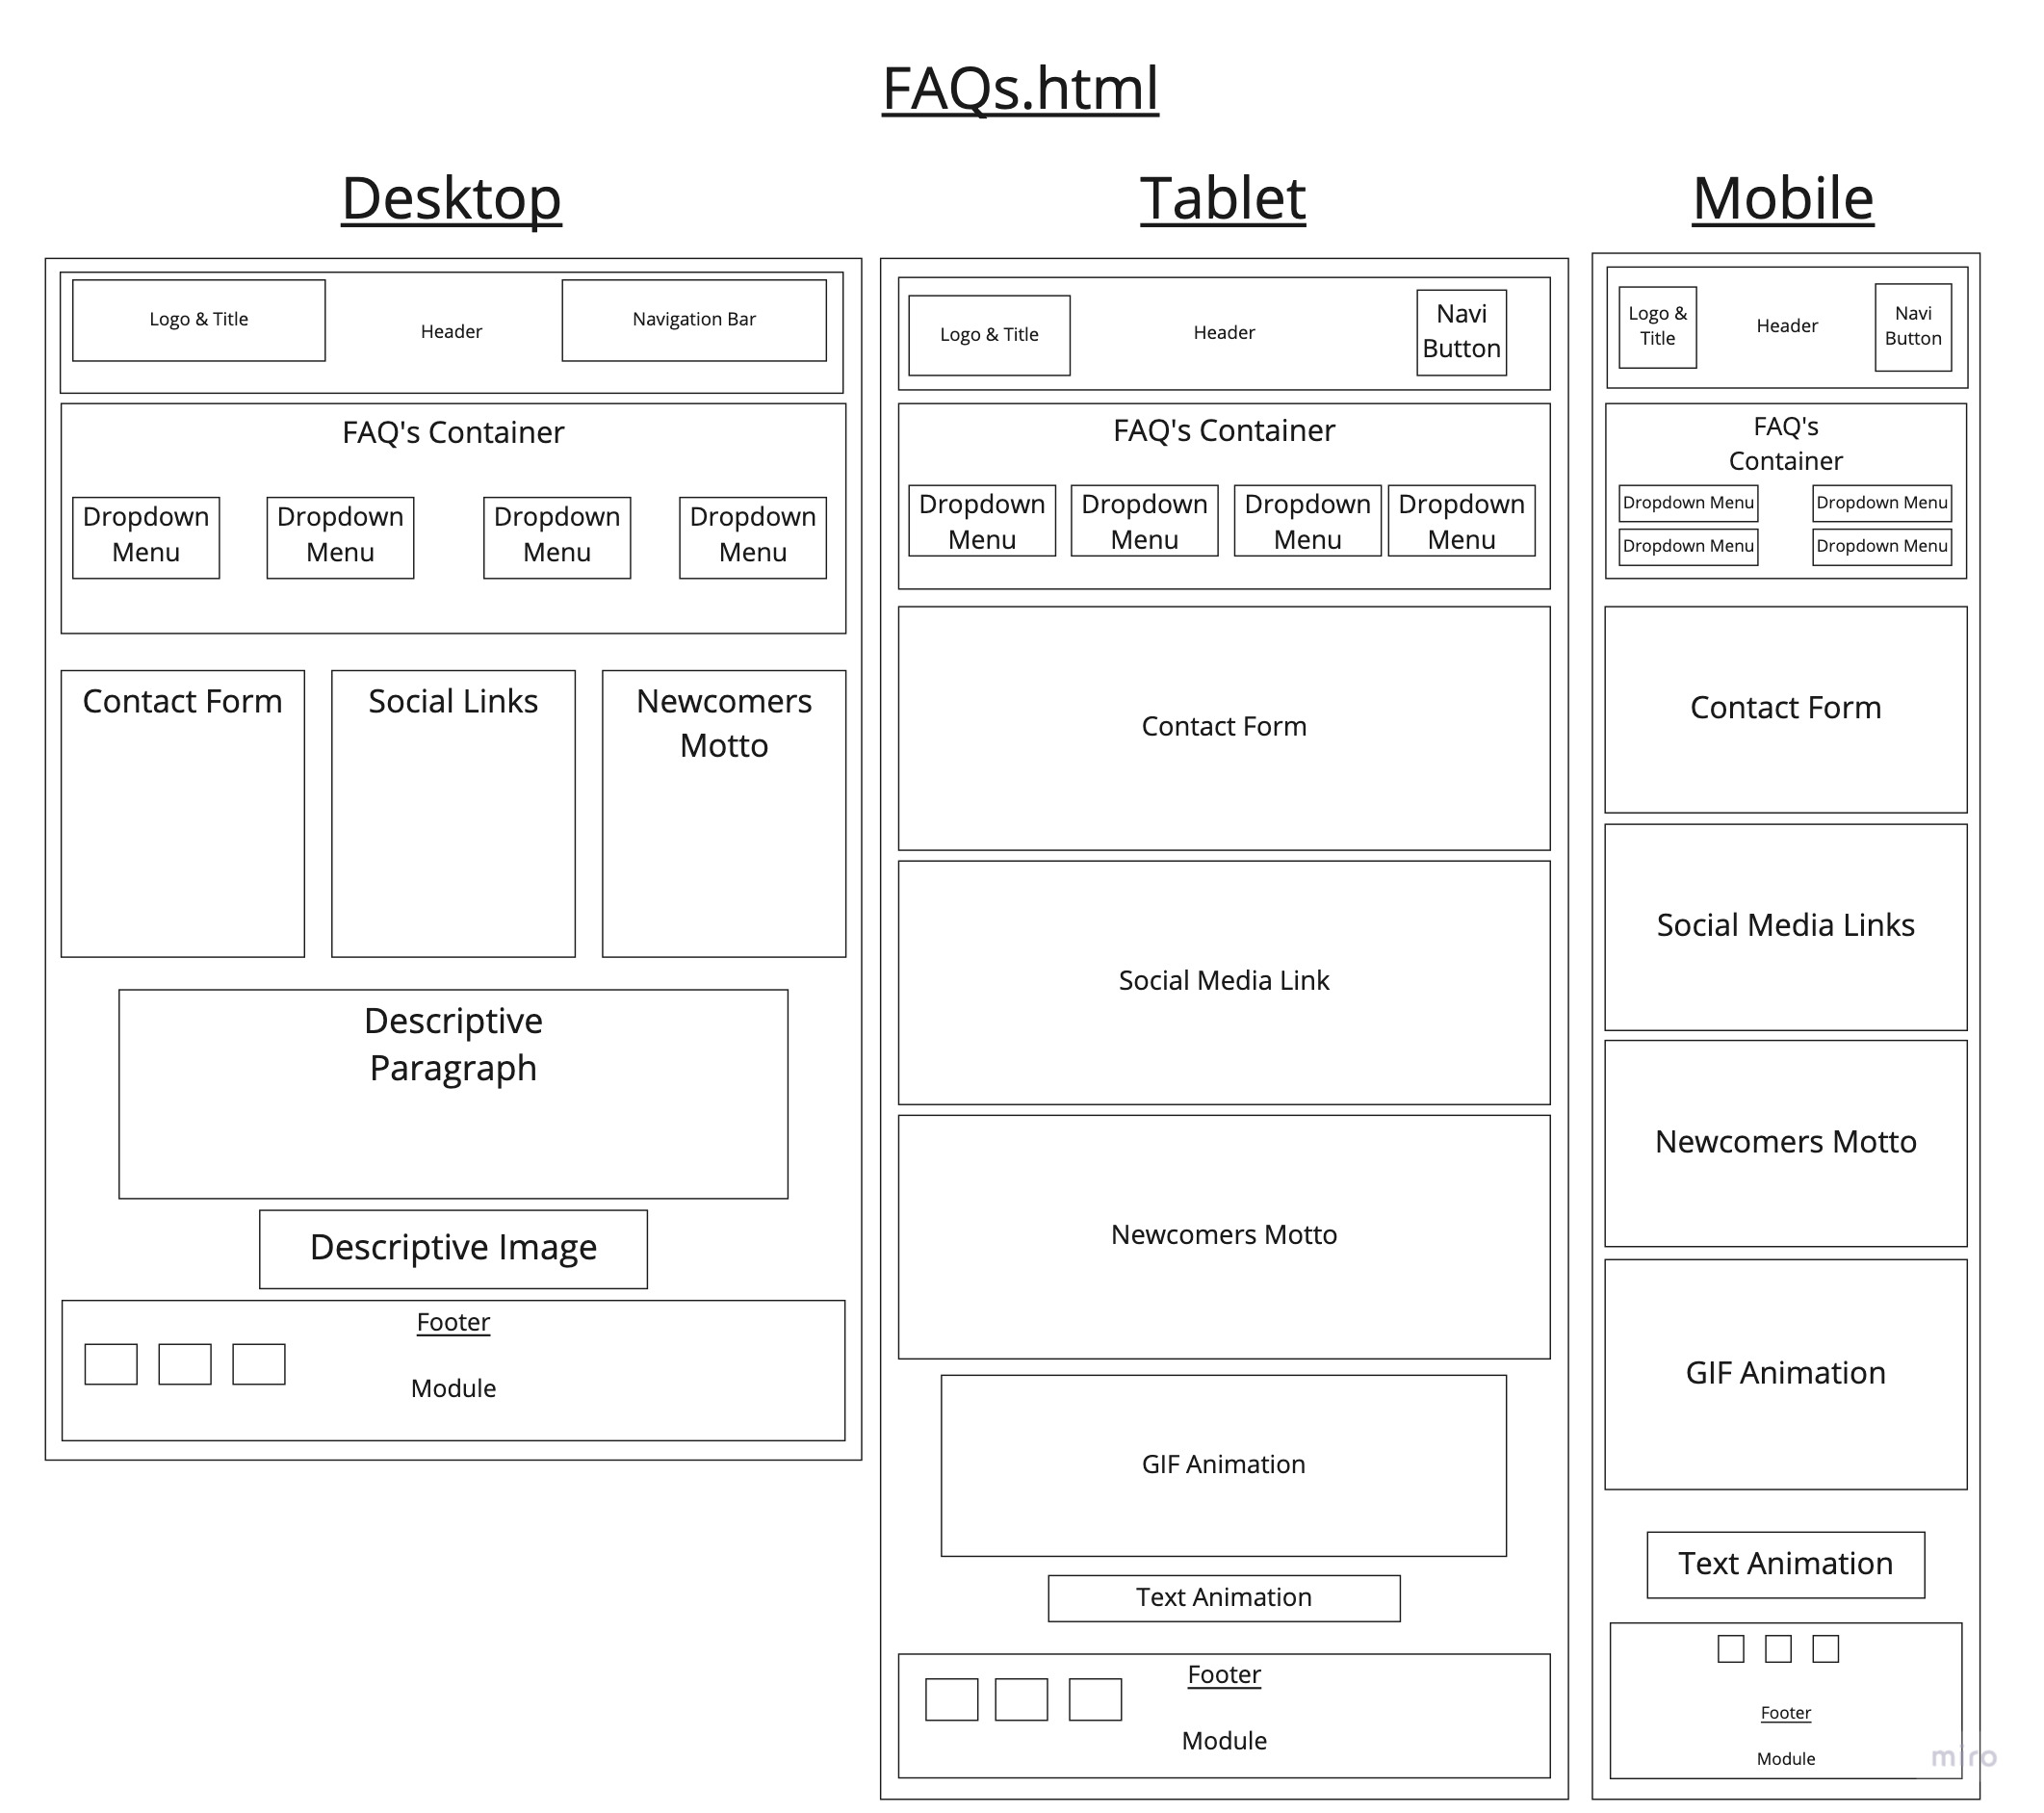 FAQs.html
Desktop
Logo & Title
Header
Navigation Bar
FAQ's Container
Dropdown
Menu
Dropdown
Menu
Dropdown
Menu
Dropdown
Menu
Contact Form
Social Links
Newcomers
Motto
Descriptive
Paragraph
Descriptive Image
Footer
Module
Tablet
Logo & Title
Header
Navi
Button
FAQ's Container
Dropdown
Menu
Dropdown
Menu
Dropdown
Menu
Dropdown
Menu
Contact Form
Social Media Link
Newcomers Motto
GIF Animation
Text Animation
Footer
Module
Mobile
Logo &
Title
Header
Navi
Button
FAQ's
Container
Dropdown Menu
Dropdown Menu
Dropdown Menu
Dropdown Menu
Contact Form
Social Media Links
Newcomers Motto
GIF Animation
Text Animation
Footer
Module
miro